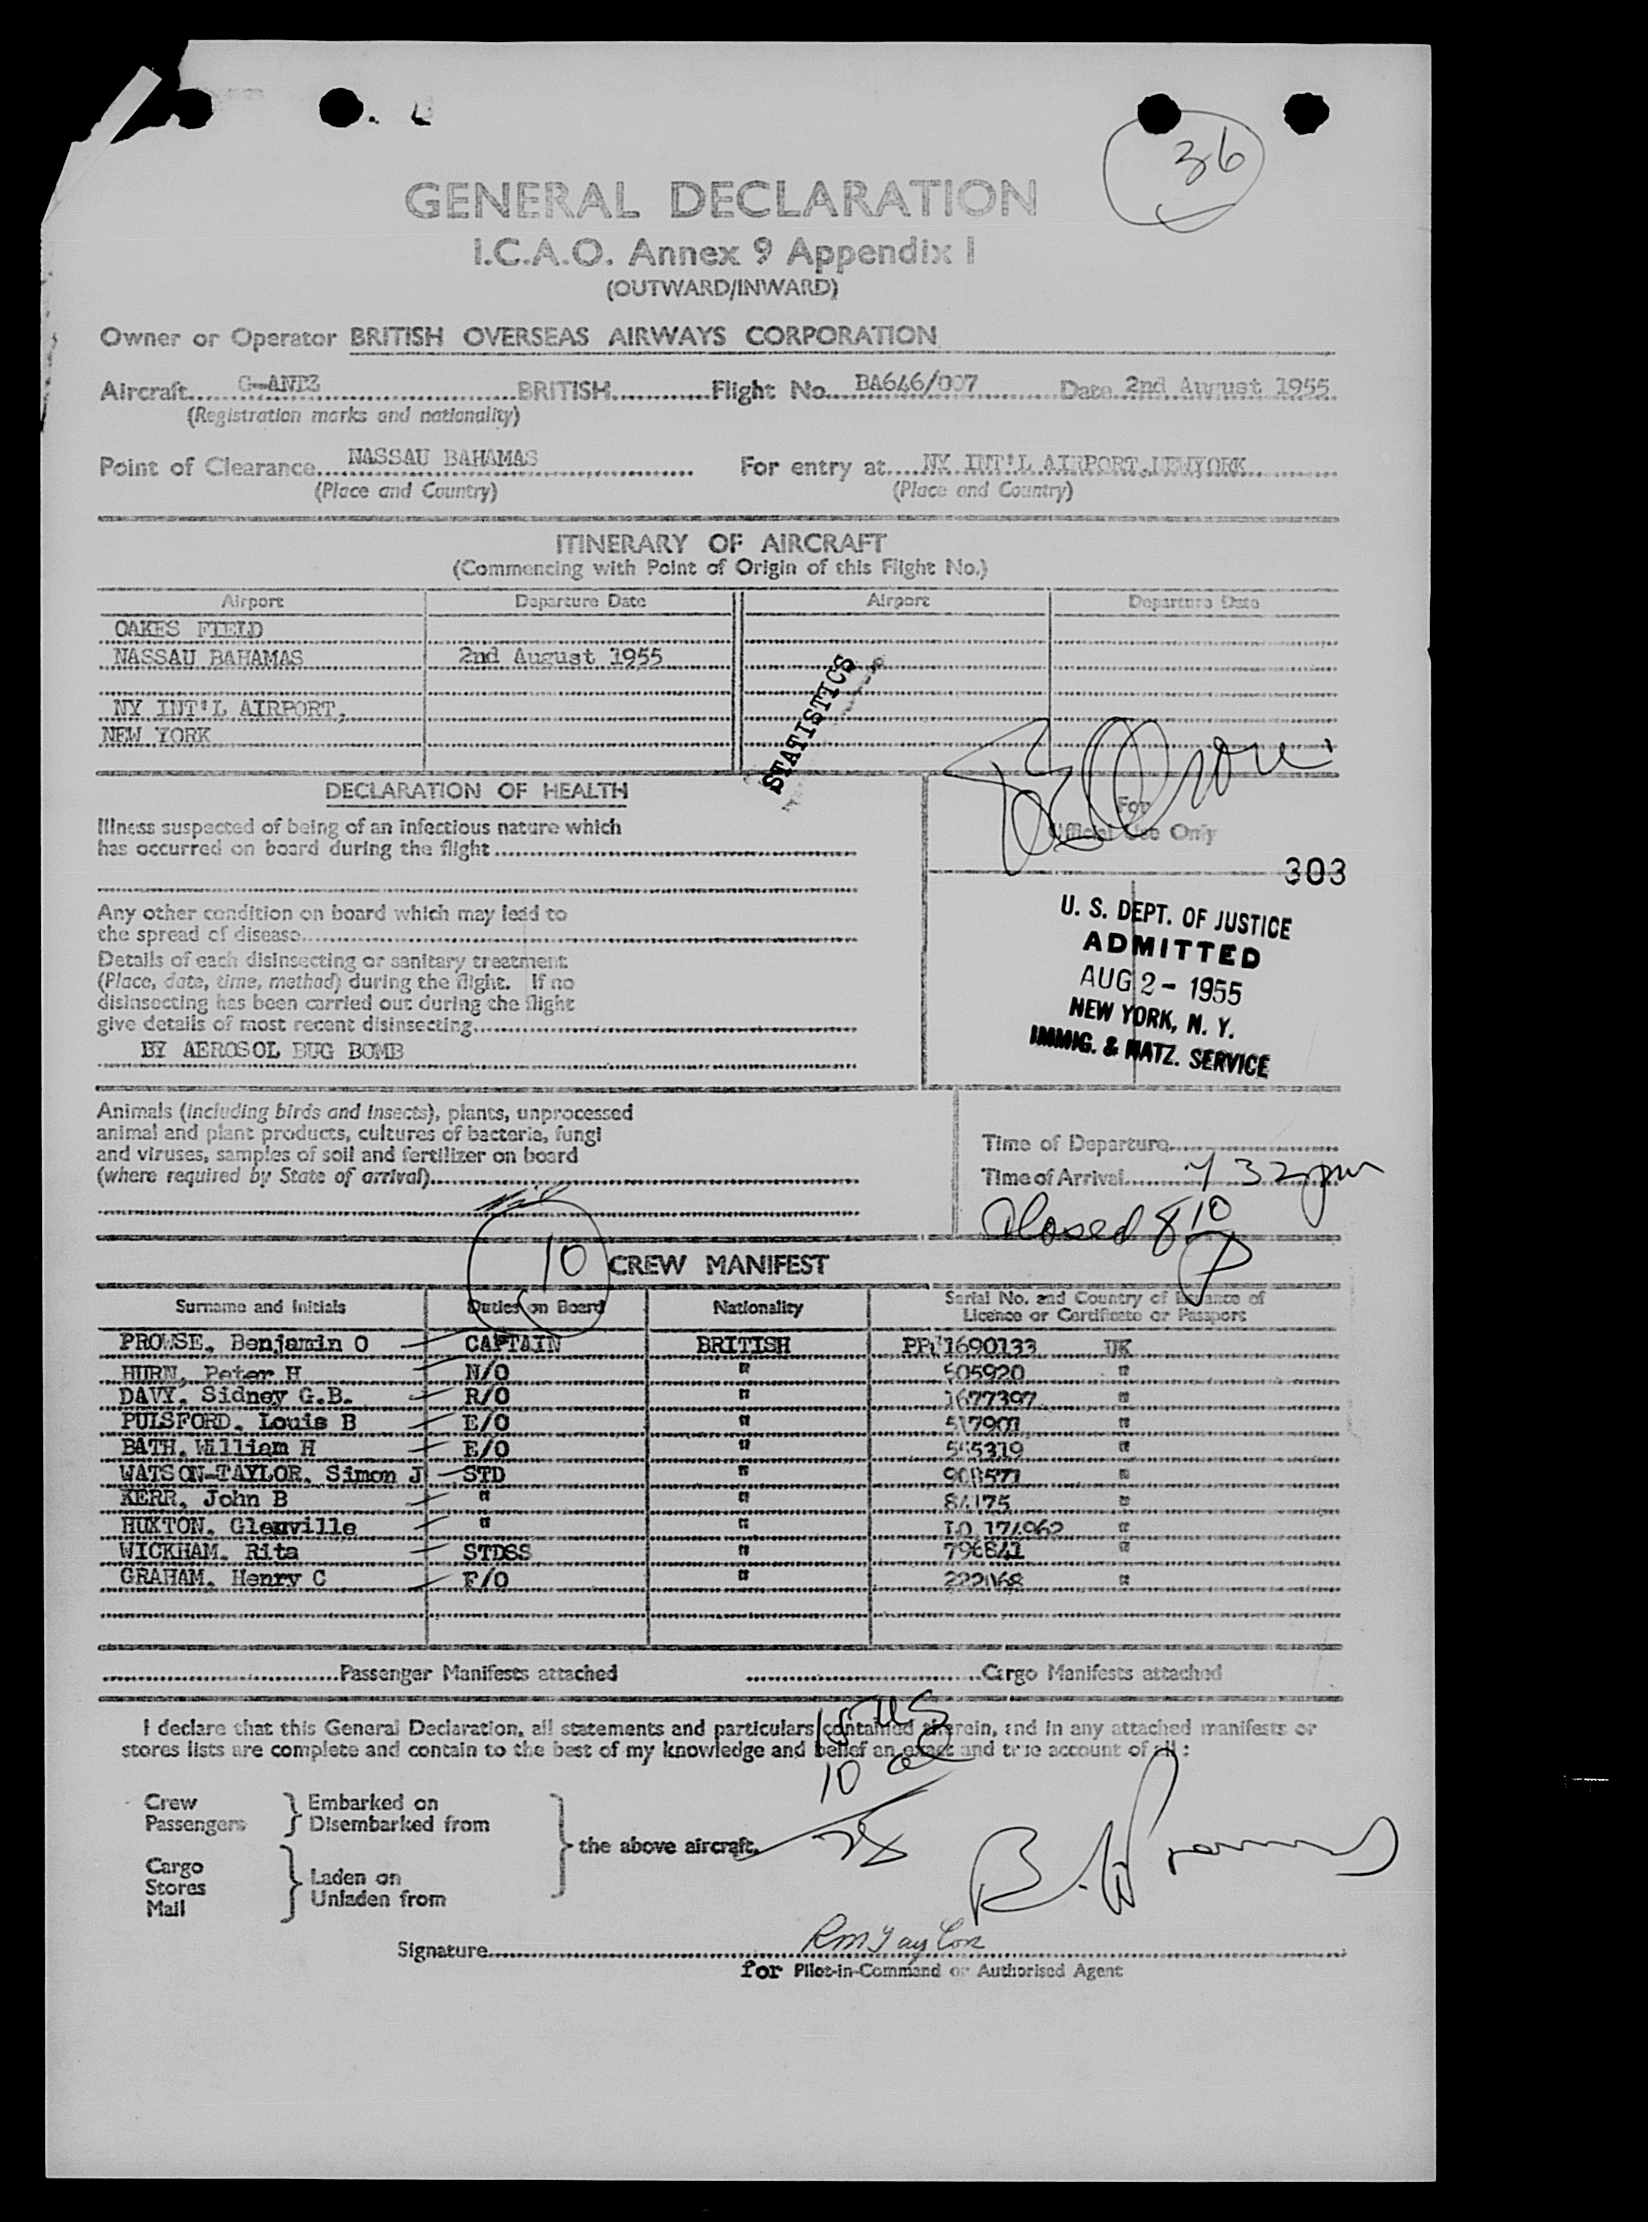 36
GENERAL DECLARATION
I.C.A.O. Annex 9 Appendix I
(OUTWARD/INWARD)
Owner or Operator BRITISH OVERSEAS AIRWAYS CORPORATION
Aircraft BRITISH Flight No. BA646/007 Date 2nd August 1955
(Registration marks and nationality)
Point of Clearance NASSAU BAHAMAS For entry at NY INT'L AIRPORT, NEWYORK
(Place and Country) (Place and Country)
ITINERARY OF AIRCRAFT
(Commencing with Point of Origin of this Flight No.)
Airport Departure Date Airport Departure Date
OAKES FIELD
NASSAU BAHAMAS 2nd August 1955
NY INT'L AIRPORT,
NEW YORK
STATISTICS
DECLARATION OF HEALTH
For
Official Use Only
Illness suspected of being of an infectious nature which
has occurred on board during the flight
303
Any other condition on board which may lead to
the spread of disease
Details of each disinsecting or sanitary treatment
(Place, date, time, method) during the flight. If no
disinsecting has been carried out during the flight
give details of most recent disinsecting
BY AEROSOL BUG BOMB
U. S. DEPT. OF JUSTICE
ADMITTED
AUG 2 - 1955
NEW YORK, N. Y.
IMMIG. & NATZ. SERVICE
Animals (including birds and insects), plants, unprocessed
animal and plant products, cultures of bacteria, fungi
and viruses, samples of soil and fertilizer on board
(where required by State of arrival)
Nil
Time of Departure
Time of Arrival 7 32 pm
Closed 8 10 P
10
CREW MANIFEST
Surname and Initials Duties on Board Nationality Serial No. and Country of Issuance of
Licence or Certificate or Passport
PROWSE, Benjamin O CAPTAIN BRITISH 1690133 UK
HURN, Peter H N/O " 505920 "
DAVY, Sidney G.B. R/O " 1677397 "
PULSFORD, Louis B E/O " 517901 "
BATH, William H E/O " "
WATSON-TAYLOR, Simon J STD " "
KERR, John B " " 84175 "
HUXTON, Glenville " " 174962 "
WICKHAM, Rita STDSS " 796841 "
GRAHAM, Henry C F/O " "
Passenger Manifests attached Cargo Manifests attached
I declare that this General Declaration, all statements and particulars contained therein, and in any attached manifests or
stores lists are complete and contain to the best of my knowledge and belief an exact and true account of all :
10
Crew
Passengers
Embarked on
Disembarked from
the above aircraft.
Cargo
Stores
Mail
Laden on
Unladen from
Signature RM Taylor
for Pilot-in-Command or Authorised Agent